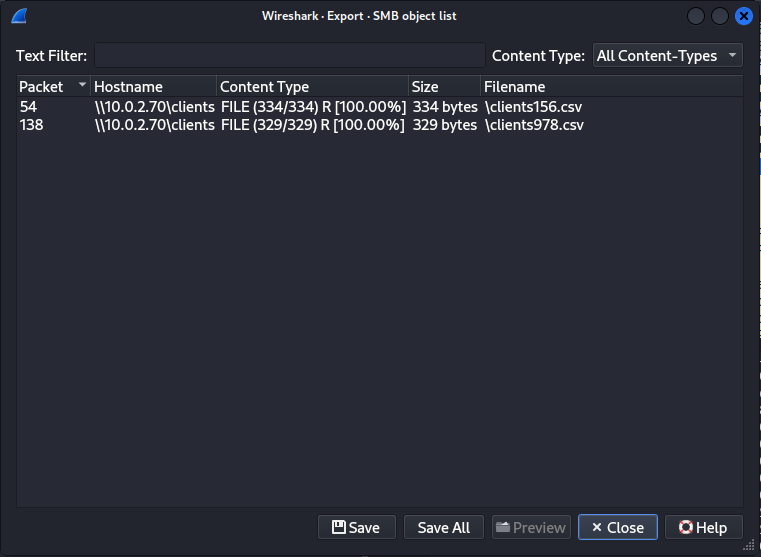 Wireshark · Export · SMB object list
Text Filter: Content Type: All Content-Types
Packet Hostname Content Type Size Filename
54 \\10.0.2.70\clients FILE (334/334) R [100.00%] 334 bytes \clients156.csv
138 \\10.0.2.70\clients FILE (329/329) R [100.00%] 329 bytes \clients978.csv
Save Save All Preview Close Help